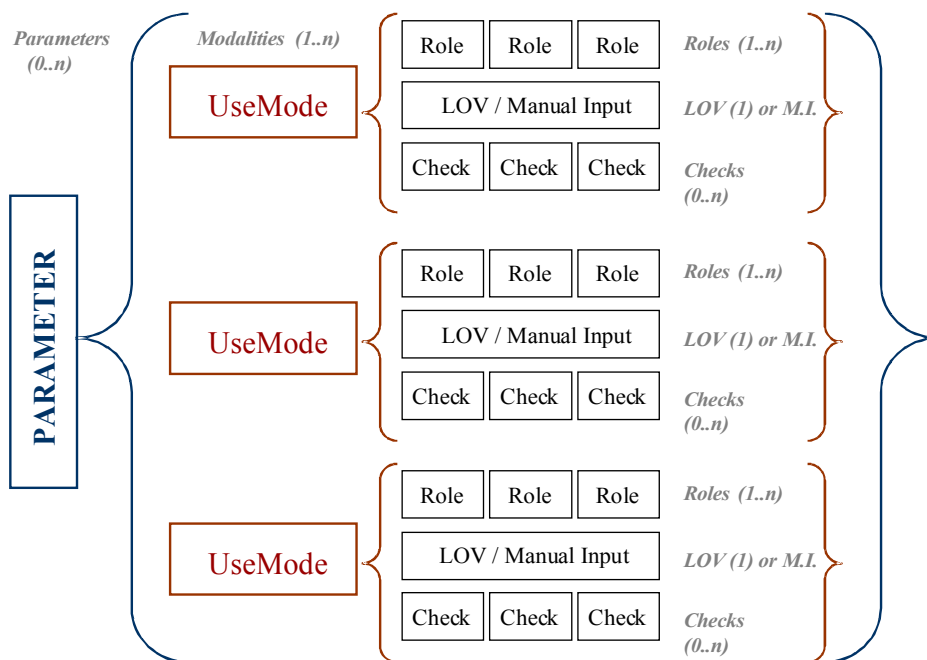 Parameters
(0..n)
Modalities (1..n)
Role Role Role
Roles (1..n)
UseMode
LOV / Manual Input
LOV (1) or M.I.
Check Check Check
Checks
(0..n)
PARAMETER
Role Role Role
Roles (1..n)
UseMode
LOV / Manual Input
LOV (1) or M.I.
Check Check Check
Checks
(0..n)
Role Role Role
Roles (1..n)
UseMode
LOV / Manual Input
LOV (1) or M.I.
Check Check Check
Checks
(0..n)